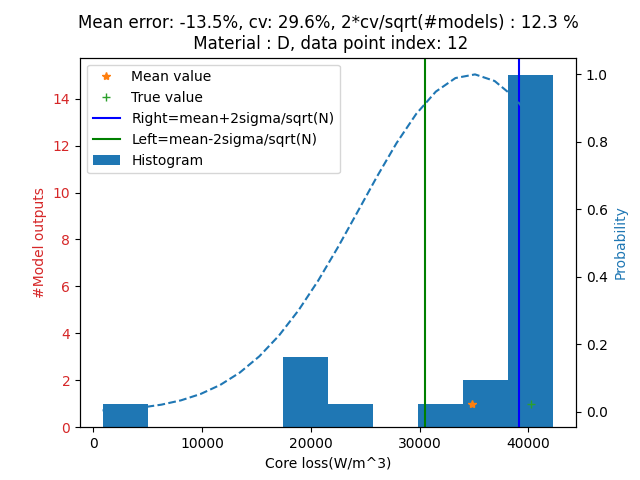 Mean error: -13.5%, cv: 29.6%, 2*cv/sqrt(#models) : 12.3 %
Material : D, data point index: 12
Mean value
True value
Right=mean+2sigma/sqrt(N)
Left=mean-2sigma/sqrt(N)
Histogram
#Model outputs
14
12
10
8
6
4
2
0
1.0
0.8
0.6
0.4
0.2
0.0
Probability
0
10000
20000
30000
40000
Core loss(W/m^3)